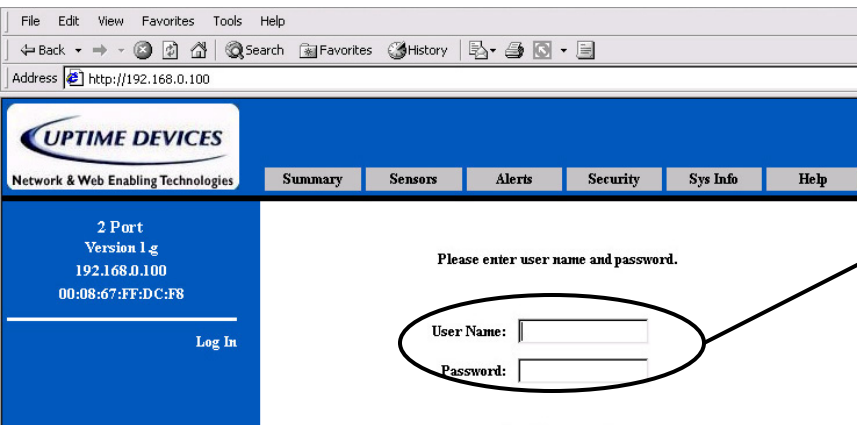 File Edit View Favorites Tools Help
Back Search Favorites History
Address http://192.168.0.100
UPTIME DEVICES
Network & Web Enabling Technologies
Summary Sensors Alerts Security Sys Info Help
2 Port
Version 1.g
192.168.0.100
00:08:67:FF:DC:F8
Log In
Please enter user name and password.
User Name:
Password: